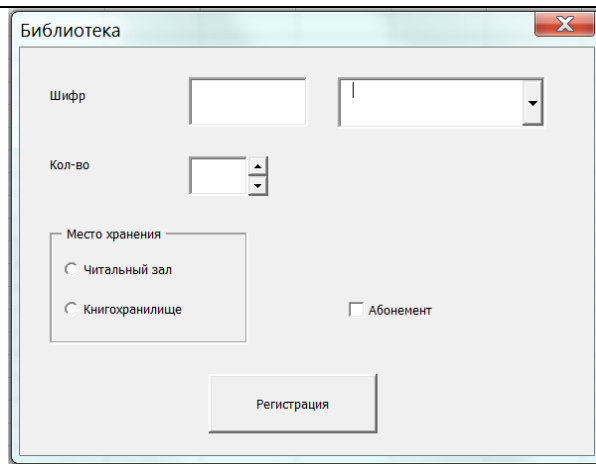 Библиотека
Шифр
Кол-во
Место хранения
Читальный зал
Книгохранилище
Абонемент
Регистрация